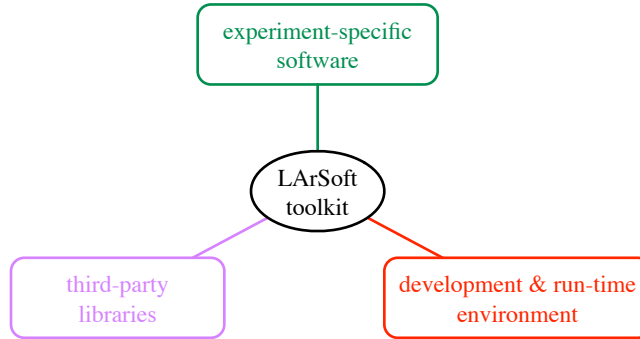 experiment-specific
software
LArSoft
toolkit
third-party
libraries
development & run-time
environment